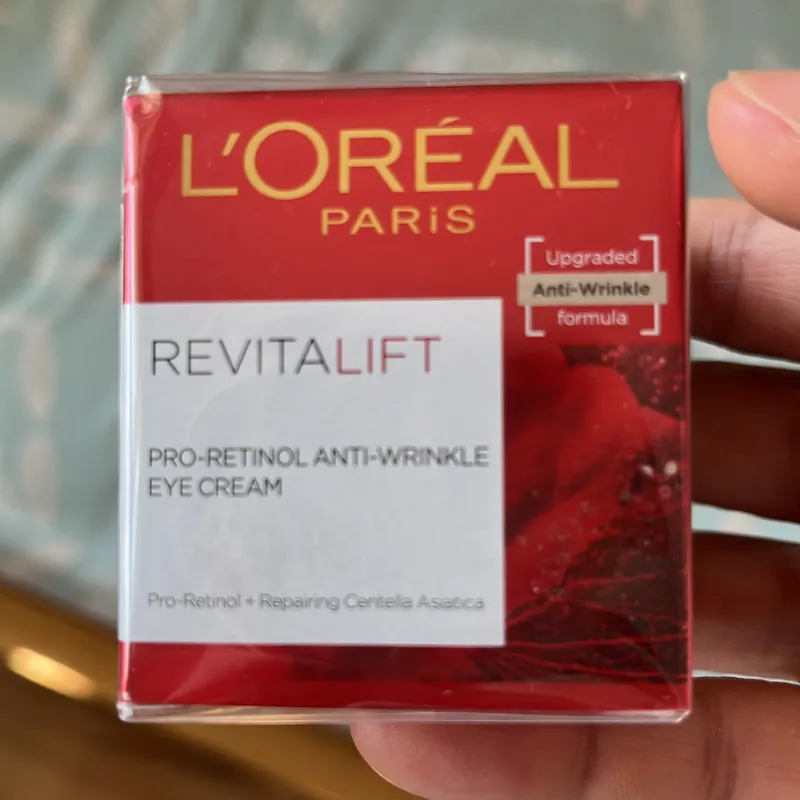 L'ORÉAL
PARiS
Upgraded
Anti-Wrinkle
formula
REVITALIFT
PRO-RETINOL ANTI-WRINKLE
EYE CREAM
Pro-Retinol + Repairing Centella Asiatica